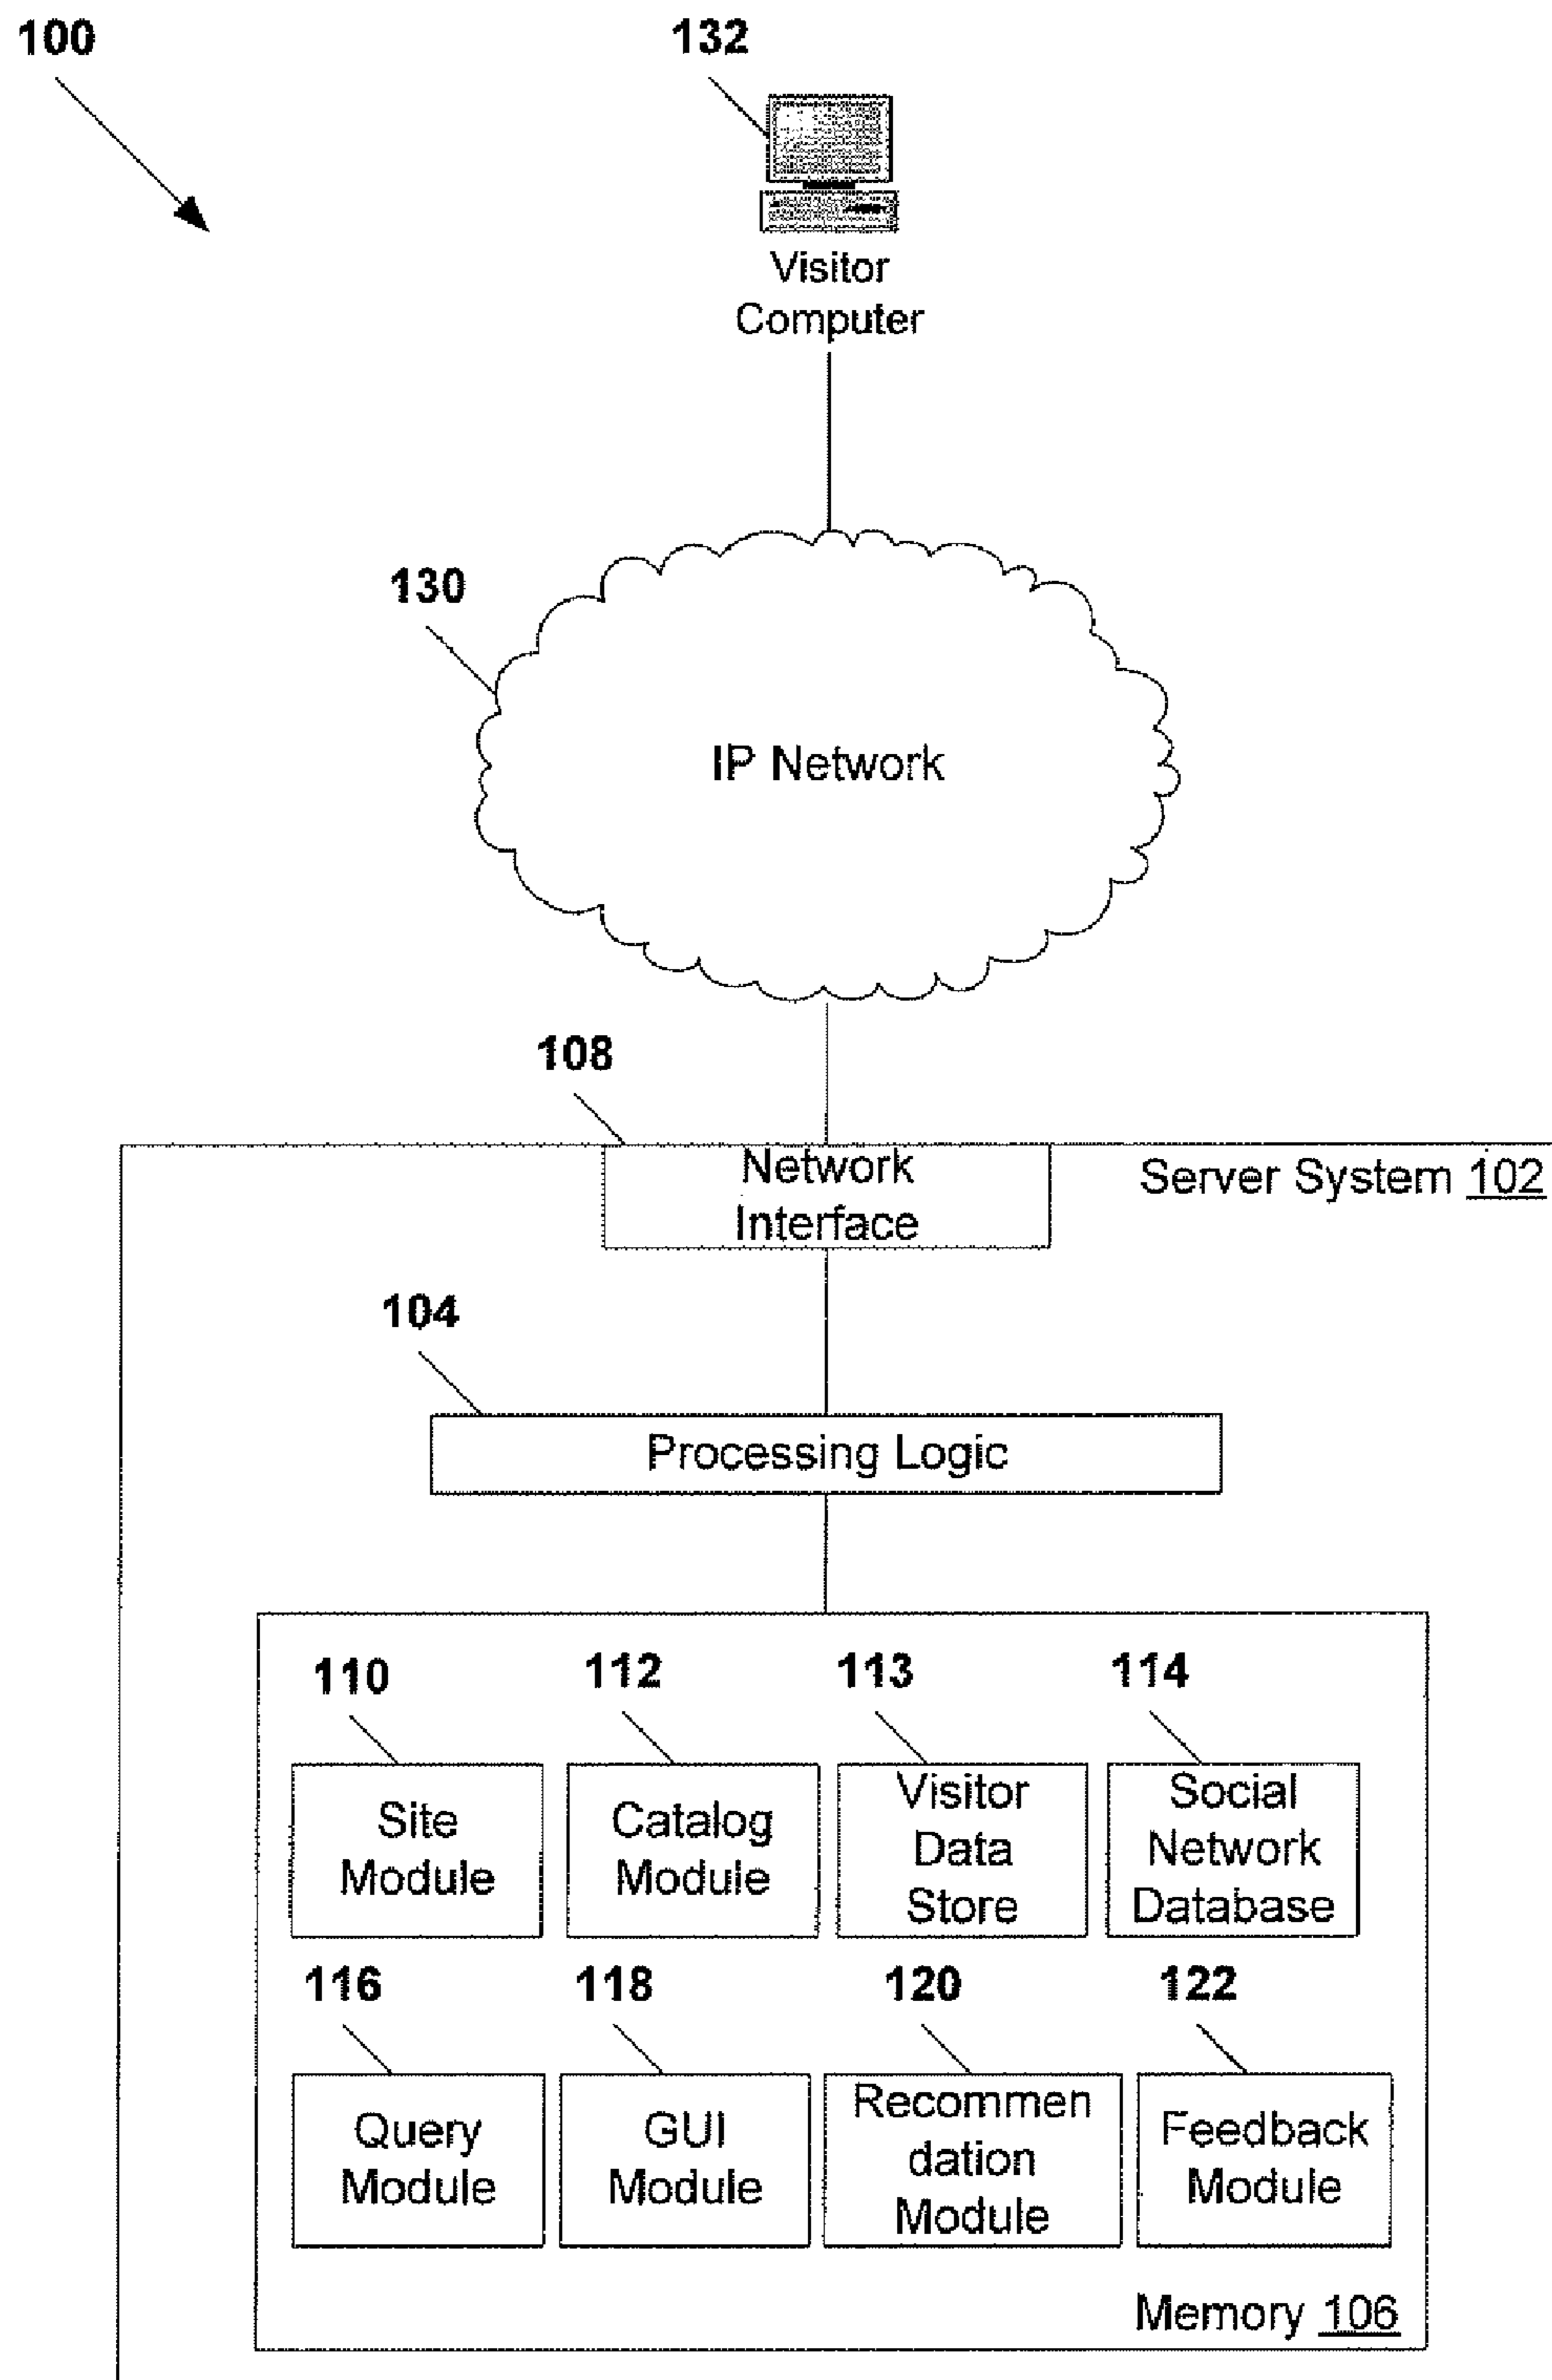 100
132
Visitor
Computer
130
IP Network
108
Network
Interface
Server System 102
104
Processing Logic
110
112
113
114
Site
Module
Catalog
Module
Visitor
Data
Store
Social
Network
Database
116
118
120
122
Query
Module
GUI
Module
Recommen
dation
Module
Feedback
Module
Memory 106